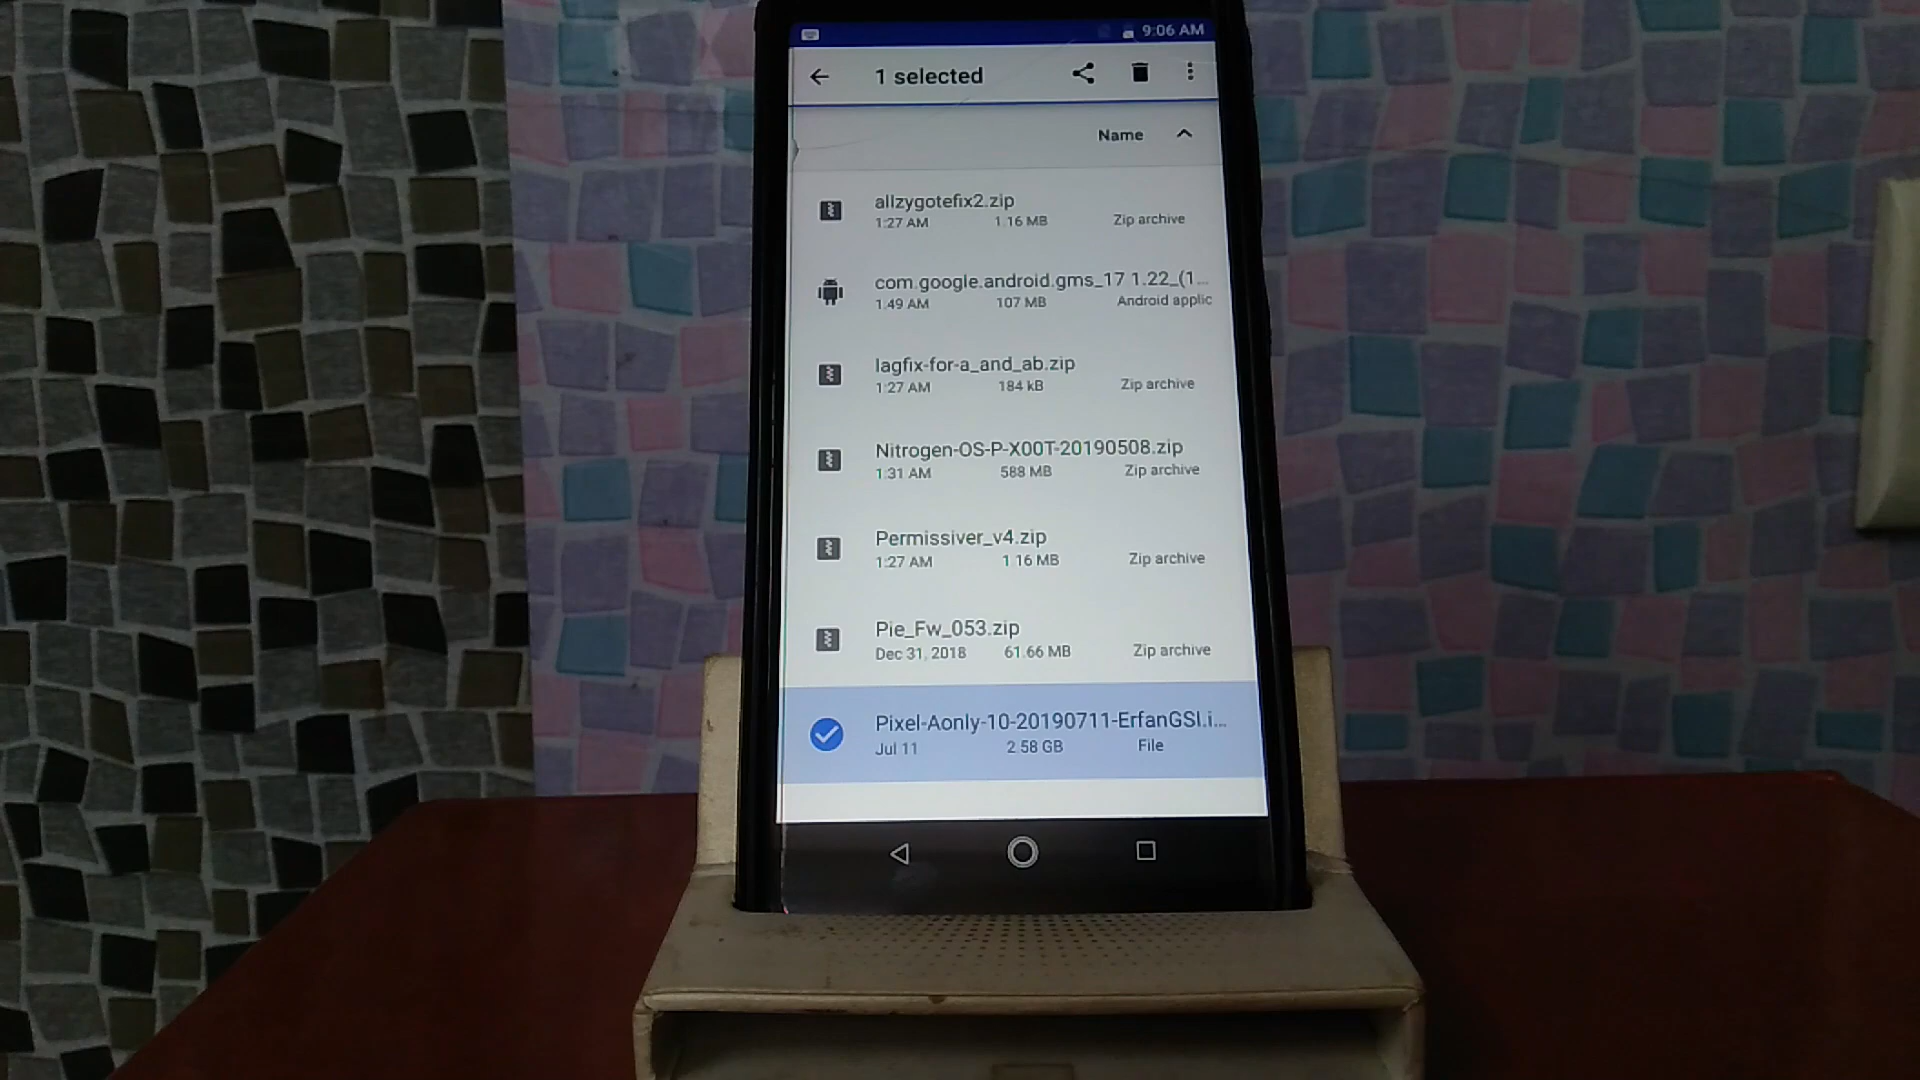 9:06 AM
1 selected
Name
allzygotefix2.zip
1:27 AM 1.16 MB Zip archive
com.google.android.gms_17 1.22_(1...
1:49 AM 107 MB Android applic
lagfix-for-a_and_ab.zip
1:27 AM 184 kB Zip archive
Nitrogen-OS-P-X00T-20190508.zip
1:31 AM 588 MB Zip archive
Permissiver_v4.zip
1:27 AM 1.16 MB Zip archive
Pie_Fw_053.zip
Dec 31, 2018 61.66 MB Zip archive
Pixel-Aonly-10-20190711-ErfanGSI.i...
Jul 11 2.58 GB File